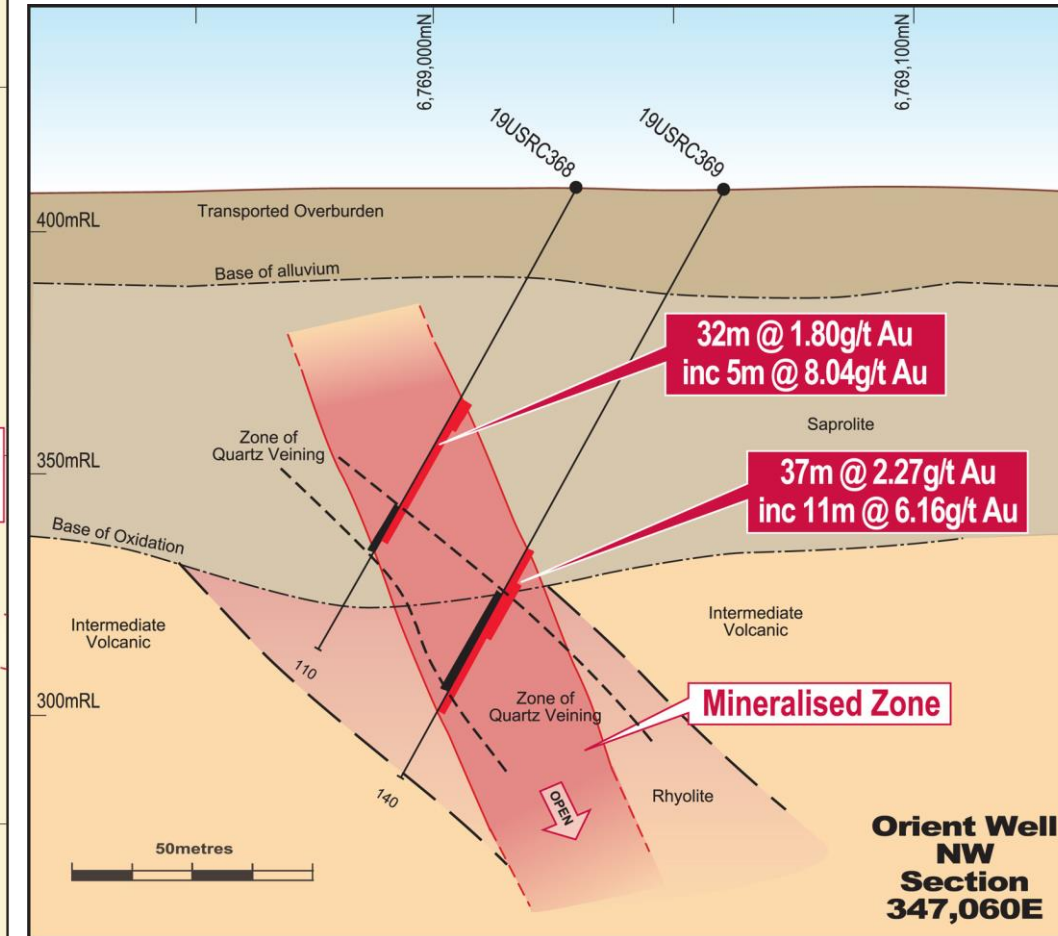 6,769,000mN
6,769,100mN
19USRC368
19USRC369
Transported Overburden
400mRL
Base of alluvium
32m @ 1.80g/t Au
inc 5m @ 8.04g/t Au
Saprolite
Zone of
Quartz Veining
350mRL
37m @ 2.27g/t Au
inc 11m @ 6.16g/t Au
Base of Oxidation
Intermediate
Volcanic
Intermediate
Volcanic
110
300mRL
Zone of
Quartz Veining
Mineralised Zone
140
OPEN
Rhyolite
50metres
Orient Well
NW
Section
347,060E